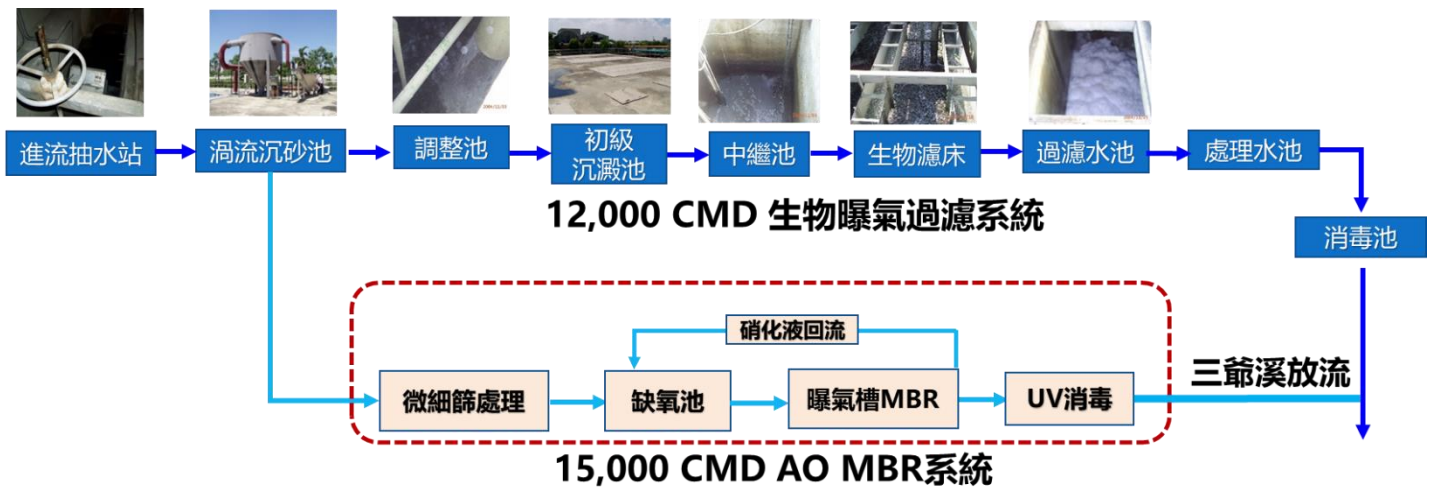 進流抽水站
渦流沉砂池
調整池
初級
沉澱池
中繼池
生物濾床
過濾水池
處理水池
12,000 CMD 生物曝氣過濾系統
消毒池
硝化液回流
微細篩處理
缺氧池
曝氣槽MBR
UV消毒
三爺溪放流
15,000 CMD AO MBR系統